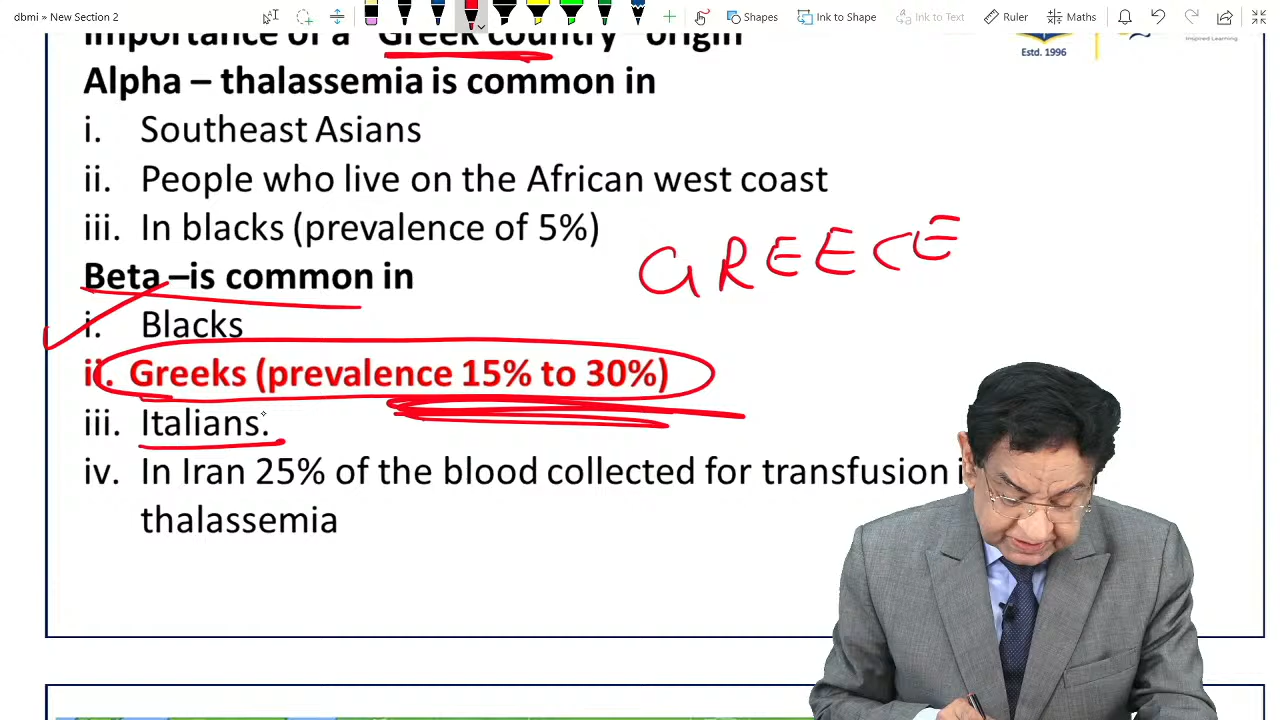 dbmi » New Section 2
Shapes
Ink to Shape
Ink to Text
Ruler
Maths
Importance of a "Greek country" origin
Estd. 1996
Inspired Learning
Alpha – thalassemia is common in
i. Southeast Asians
ii. People who live on the African west coast
iii. In blacks (prevalence of 5%)
GREECE
Beta –is common in
i. Blacks
ii. Greeks (prevalence 15% to 30%)
iii. Italians.
iv. In Iran 25% of the blood collected for transfusion
thalassemia